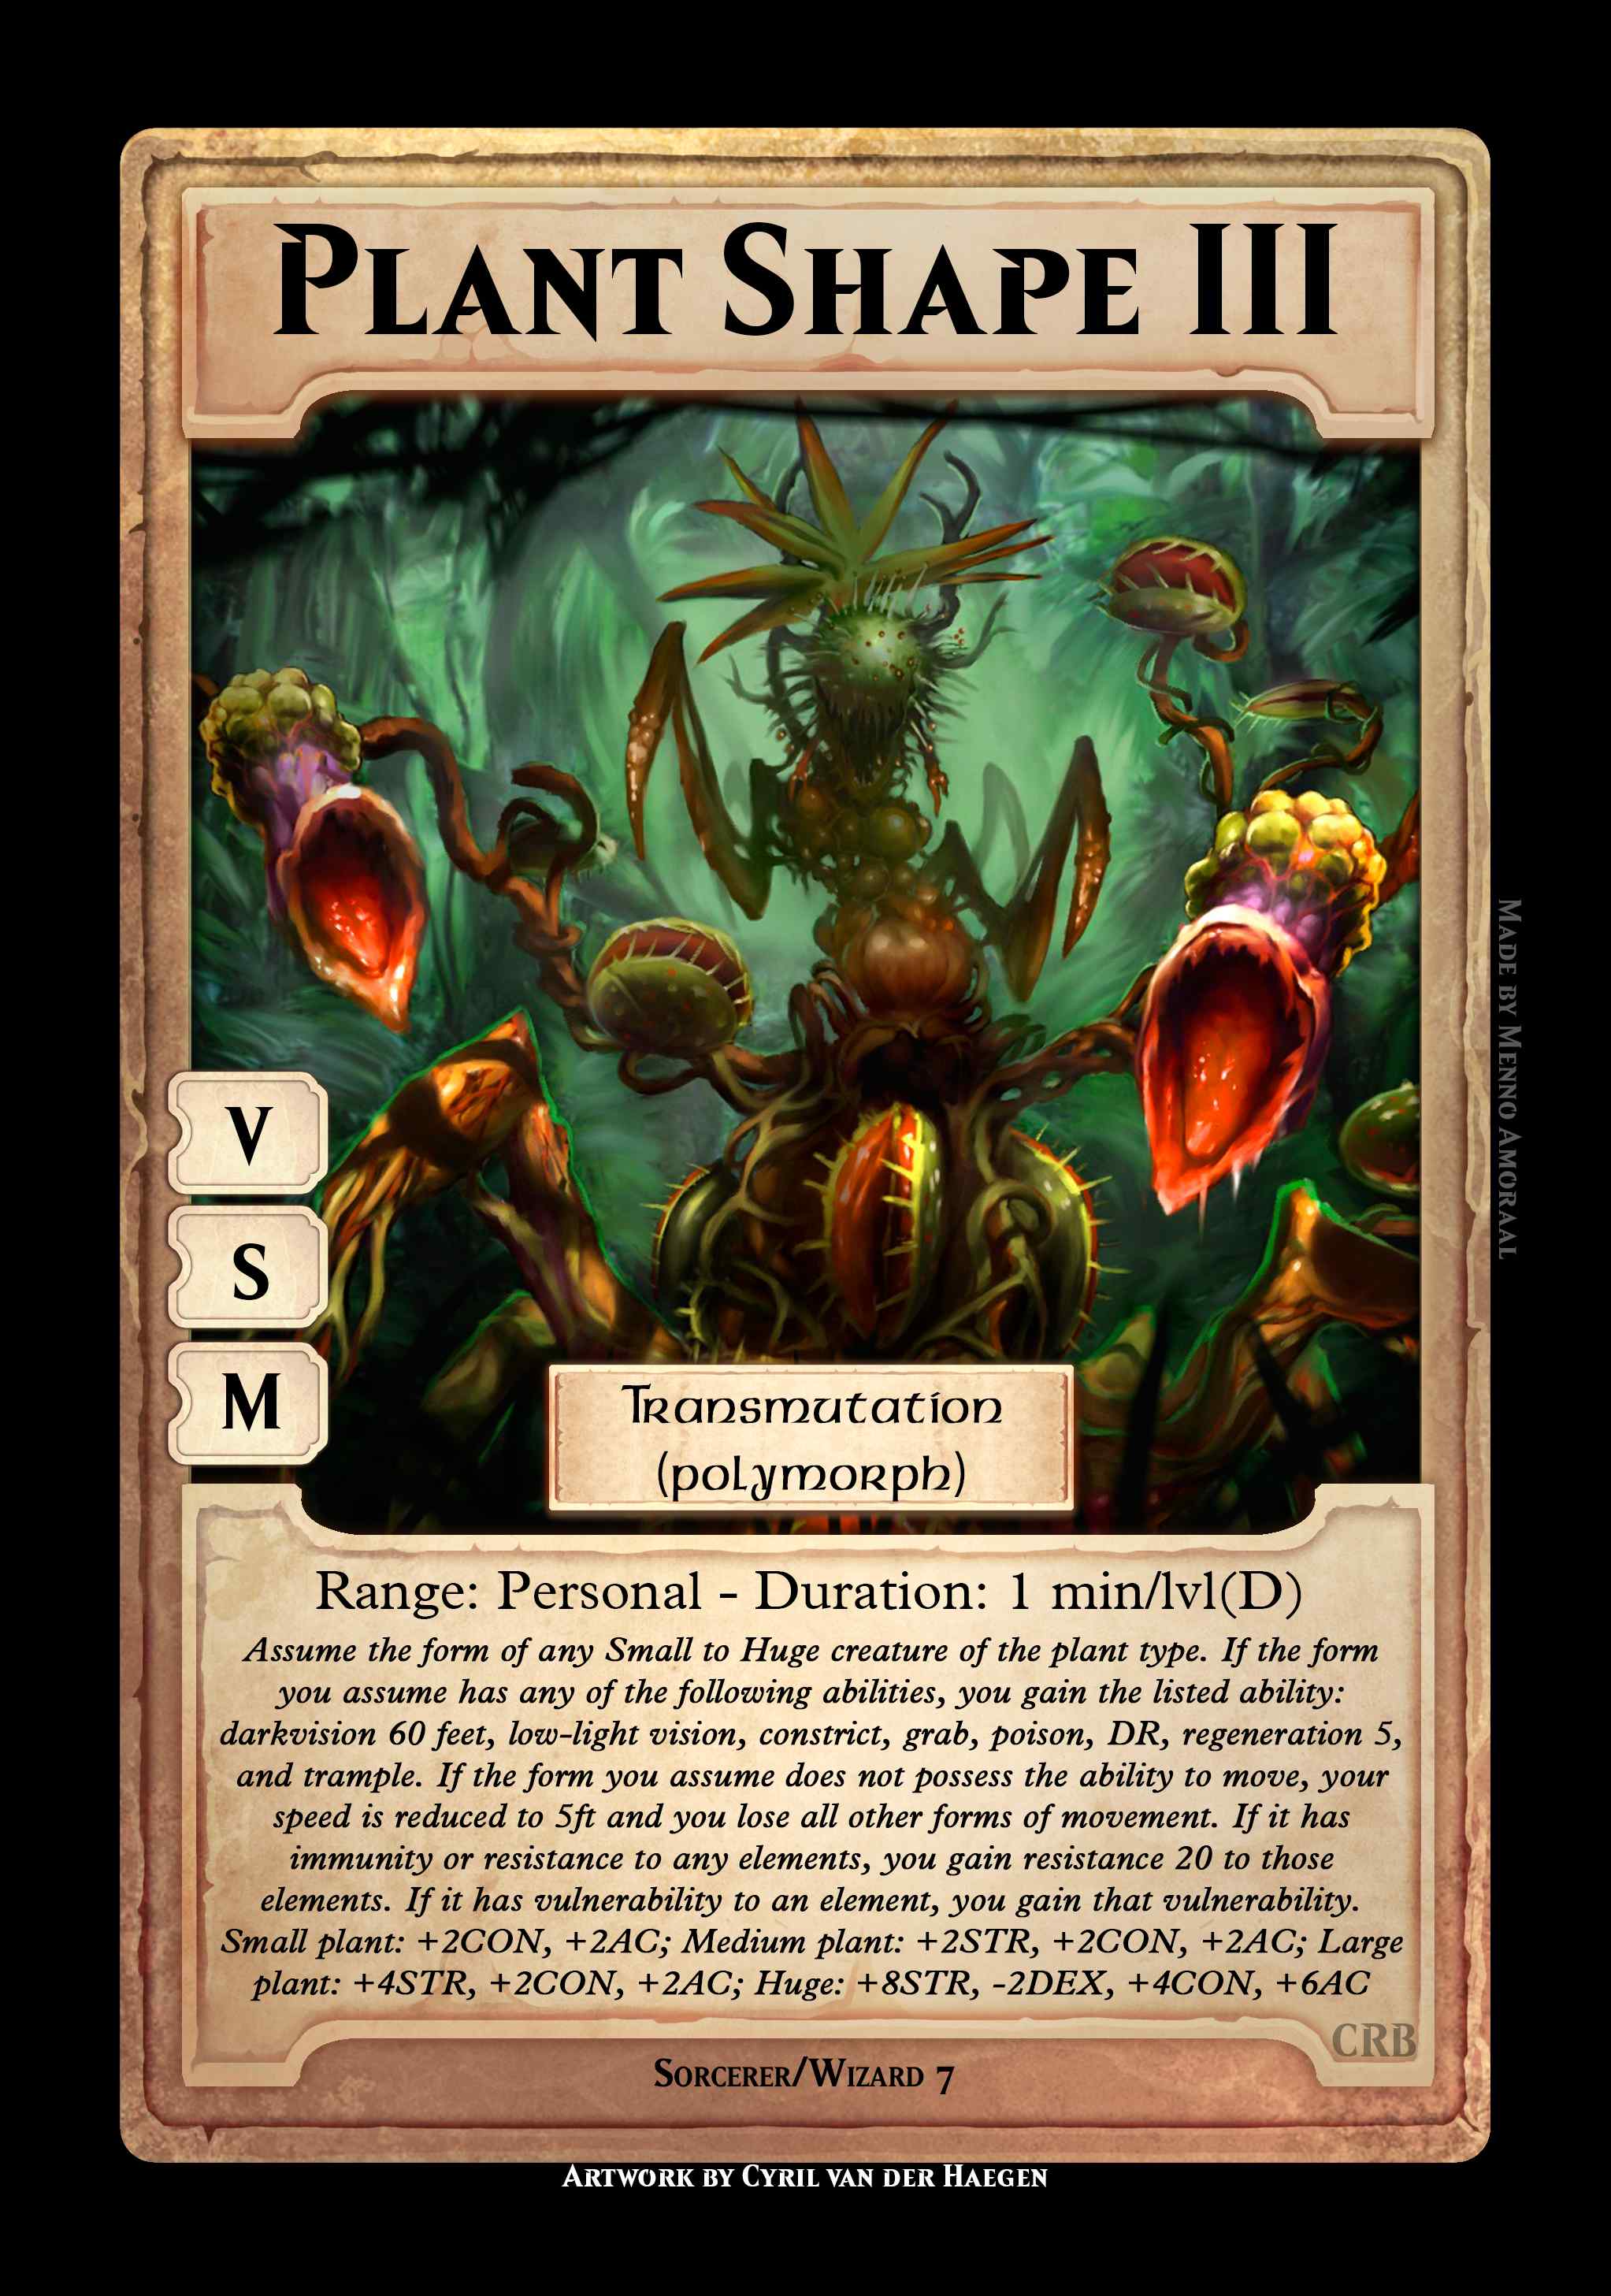 Plant Shape III
V
S
M
Transmutation
(polymorph)
Range: Personal - Duration: 1 min/lvl(D)
Assume the form of any Small to Huge creature of the plant type. If the form
you assume has any of the following abilities, you gain the listed ability:
darkvision 60 feet, low-light vision, constrict, grab, poison, DR, regeneration 5,
and trample. If the form you assume does not possess the ability to move, your
speed is reduced to 5ft and you lose all other forms of movement. If it has
immunity or resistance to any elements, you gain resistance 20 to those
elements. If it has vulnerability to an element, you gain that vulnerability.
Small plant: +2CON, +2AC; Medium plant: +2STR, +2CON, +2AC; Large
plant: +4STR, +2CON, +2AC; Huge: +8STR, -2DEX, +4CON, +6AC
CRB
Sorcerer/Wizard 7
Artwork by Cyril van der Haegen
Made by Menno Amoraal